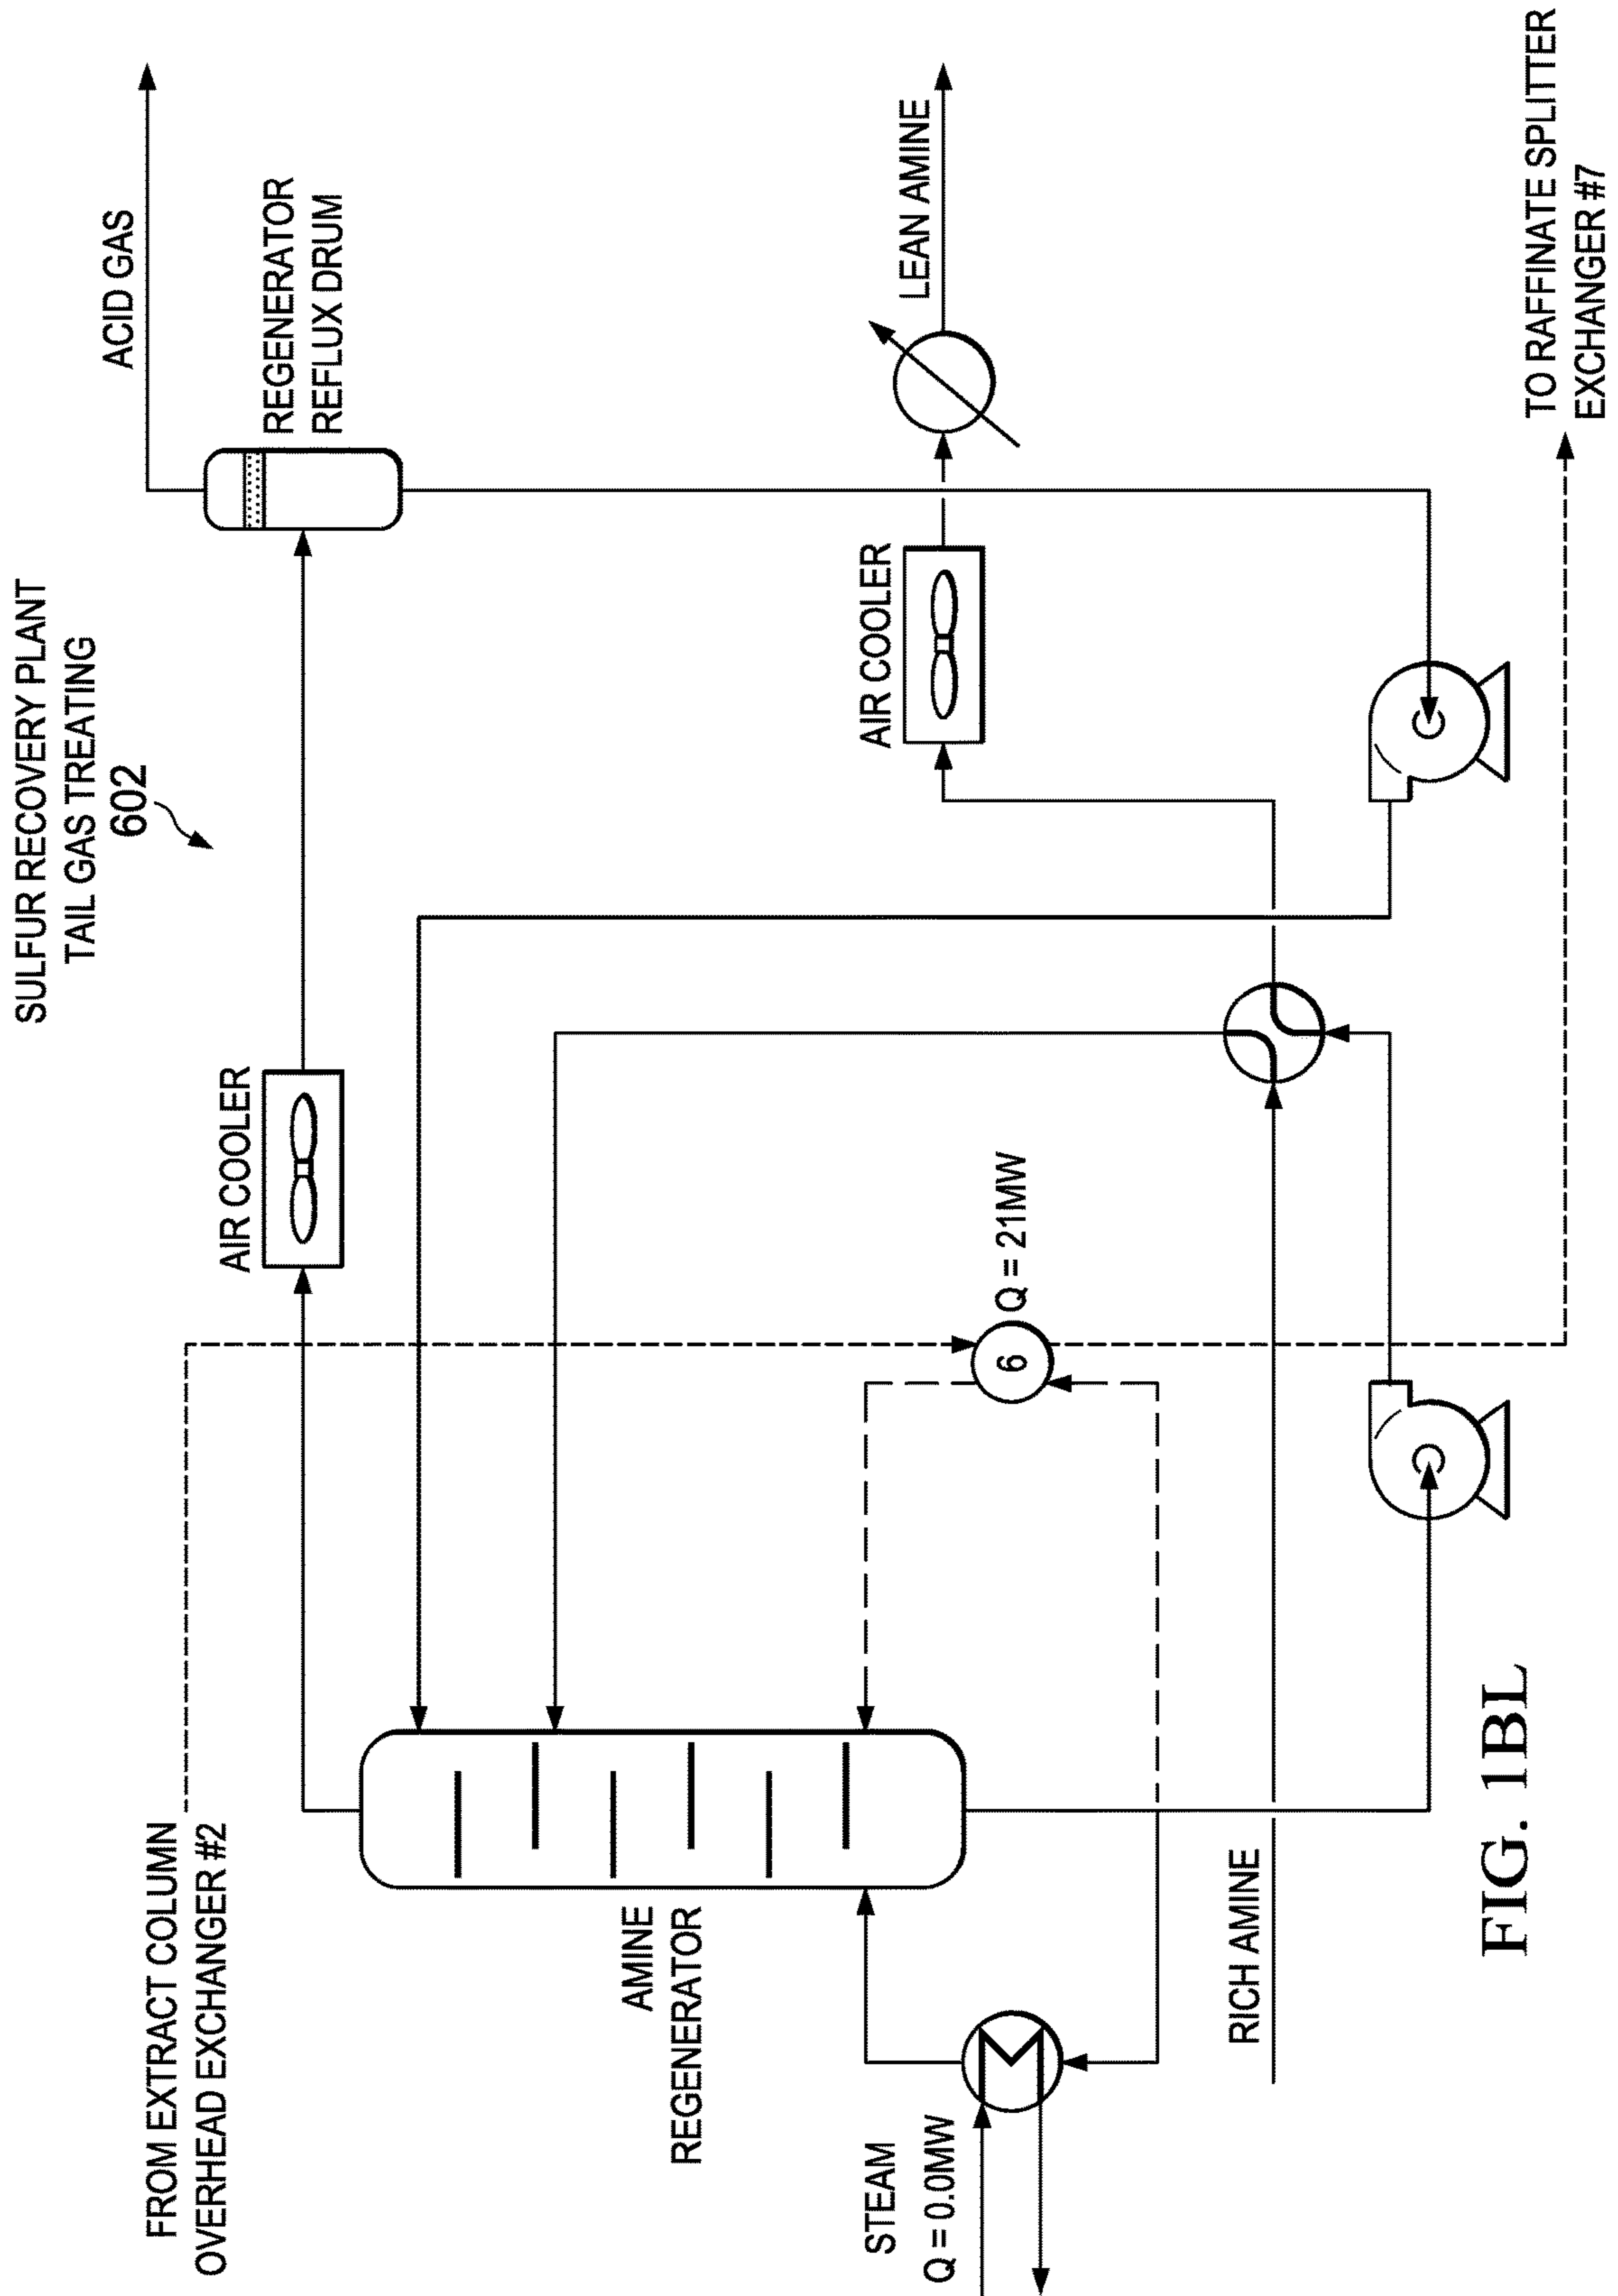 SULFUR RECOVERY PLANT
TAIL GAS TREATING
602
FROM EXTRACT COLUMN
OVERHEAD EXCHANGER #2
AIR COOLER
ACID GAS
REGENERATOR
REFLUX DRUM
AMINE
REGENERATOR
STEAM
Q = 0.0MW
6
Q = 21MW
AIR COOLER
LEAN AMINE
RICH AMINE
TO RAFFINATE SPLITTER
EXCHANGER #7
FIG. 1BL